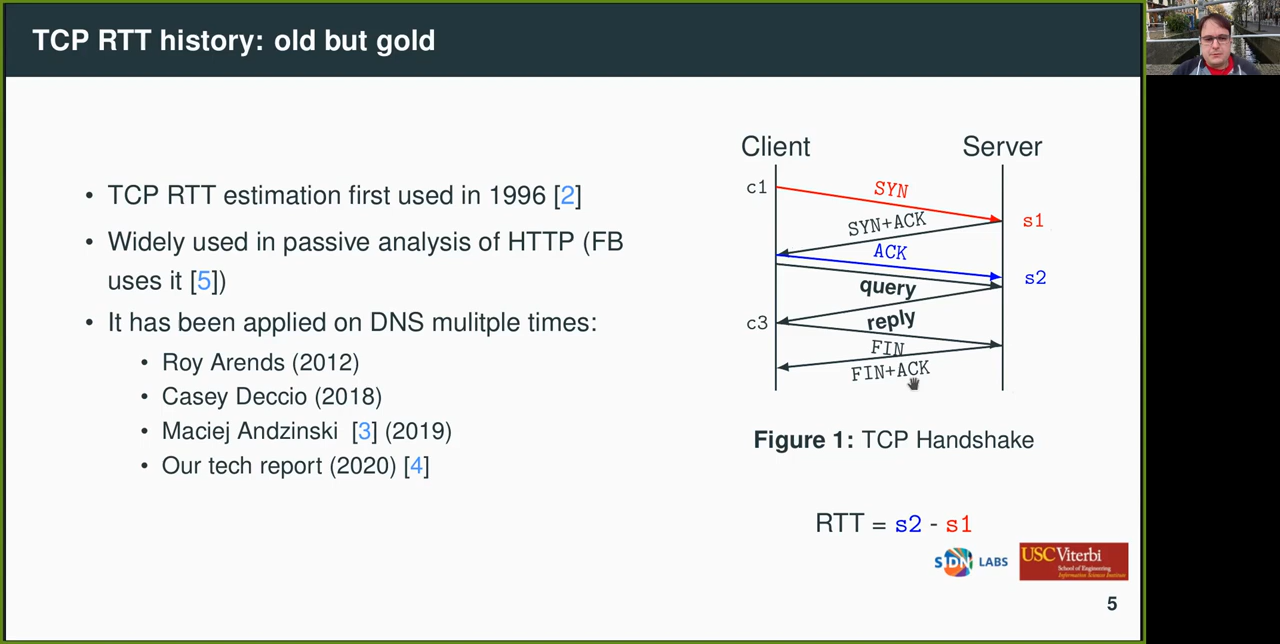 TCP RTT history: old but gold
• TCP RTT estimation first used in 1996 [2]
• Widely used in passive analysis of HTTP (FB
uses it [5])
• It has been applied on DNS mulitple times:
• Roy Arends (2012)
• Casey Deccio (2018)
• Maciej Andzinski [3] (2019)
• Our tech report (2020) [4]
Client
Server
c1
SYN
s1
SYN+ACK
ACK
s2
query
c3
reply
FIN
FIN+ACK
Figure 1: TCP Handshake
RTT = s2 - s1
SIDN LABS
USC Viterbi
School of Engineering
Information Sciences Institute
5